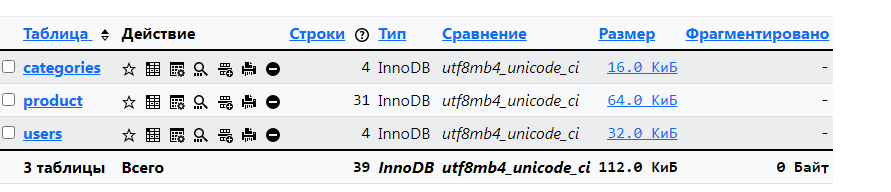 Таблица Действие Строки Тип Сравнение Размер Фрагментировано
categories 4 InnoDB utf8mb4_unicode_ci 16.0 КиБ -
product 31 InnoDB utf8mb4_unicode_ci 64.0 КиБ -
users 4 InnoDB utf8mb4_unicode_ci 32.0 КиБ -
3 таблицы Всего 39 InnoDB utf8mb4_unicode_ci 112.0 КиБ 0 Байт